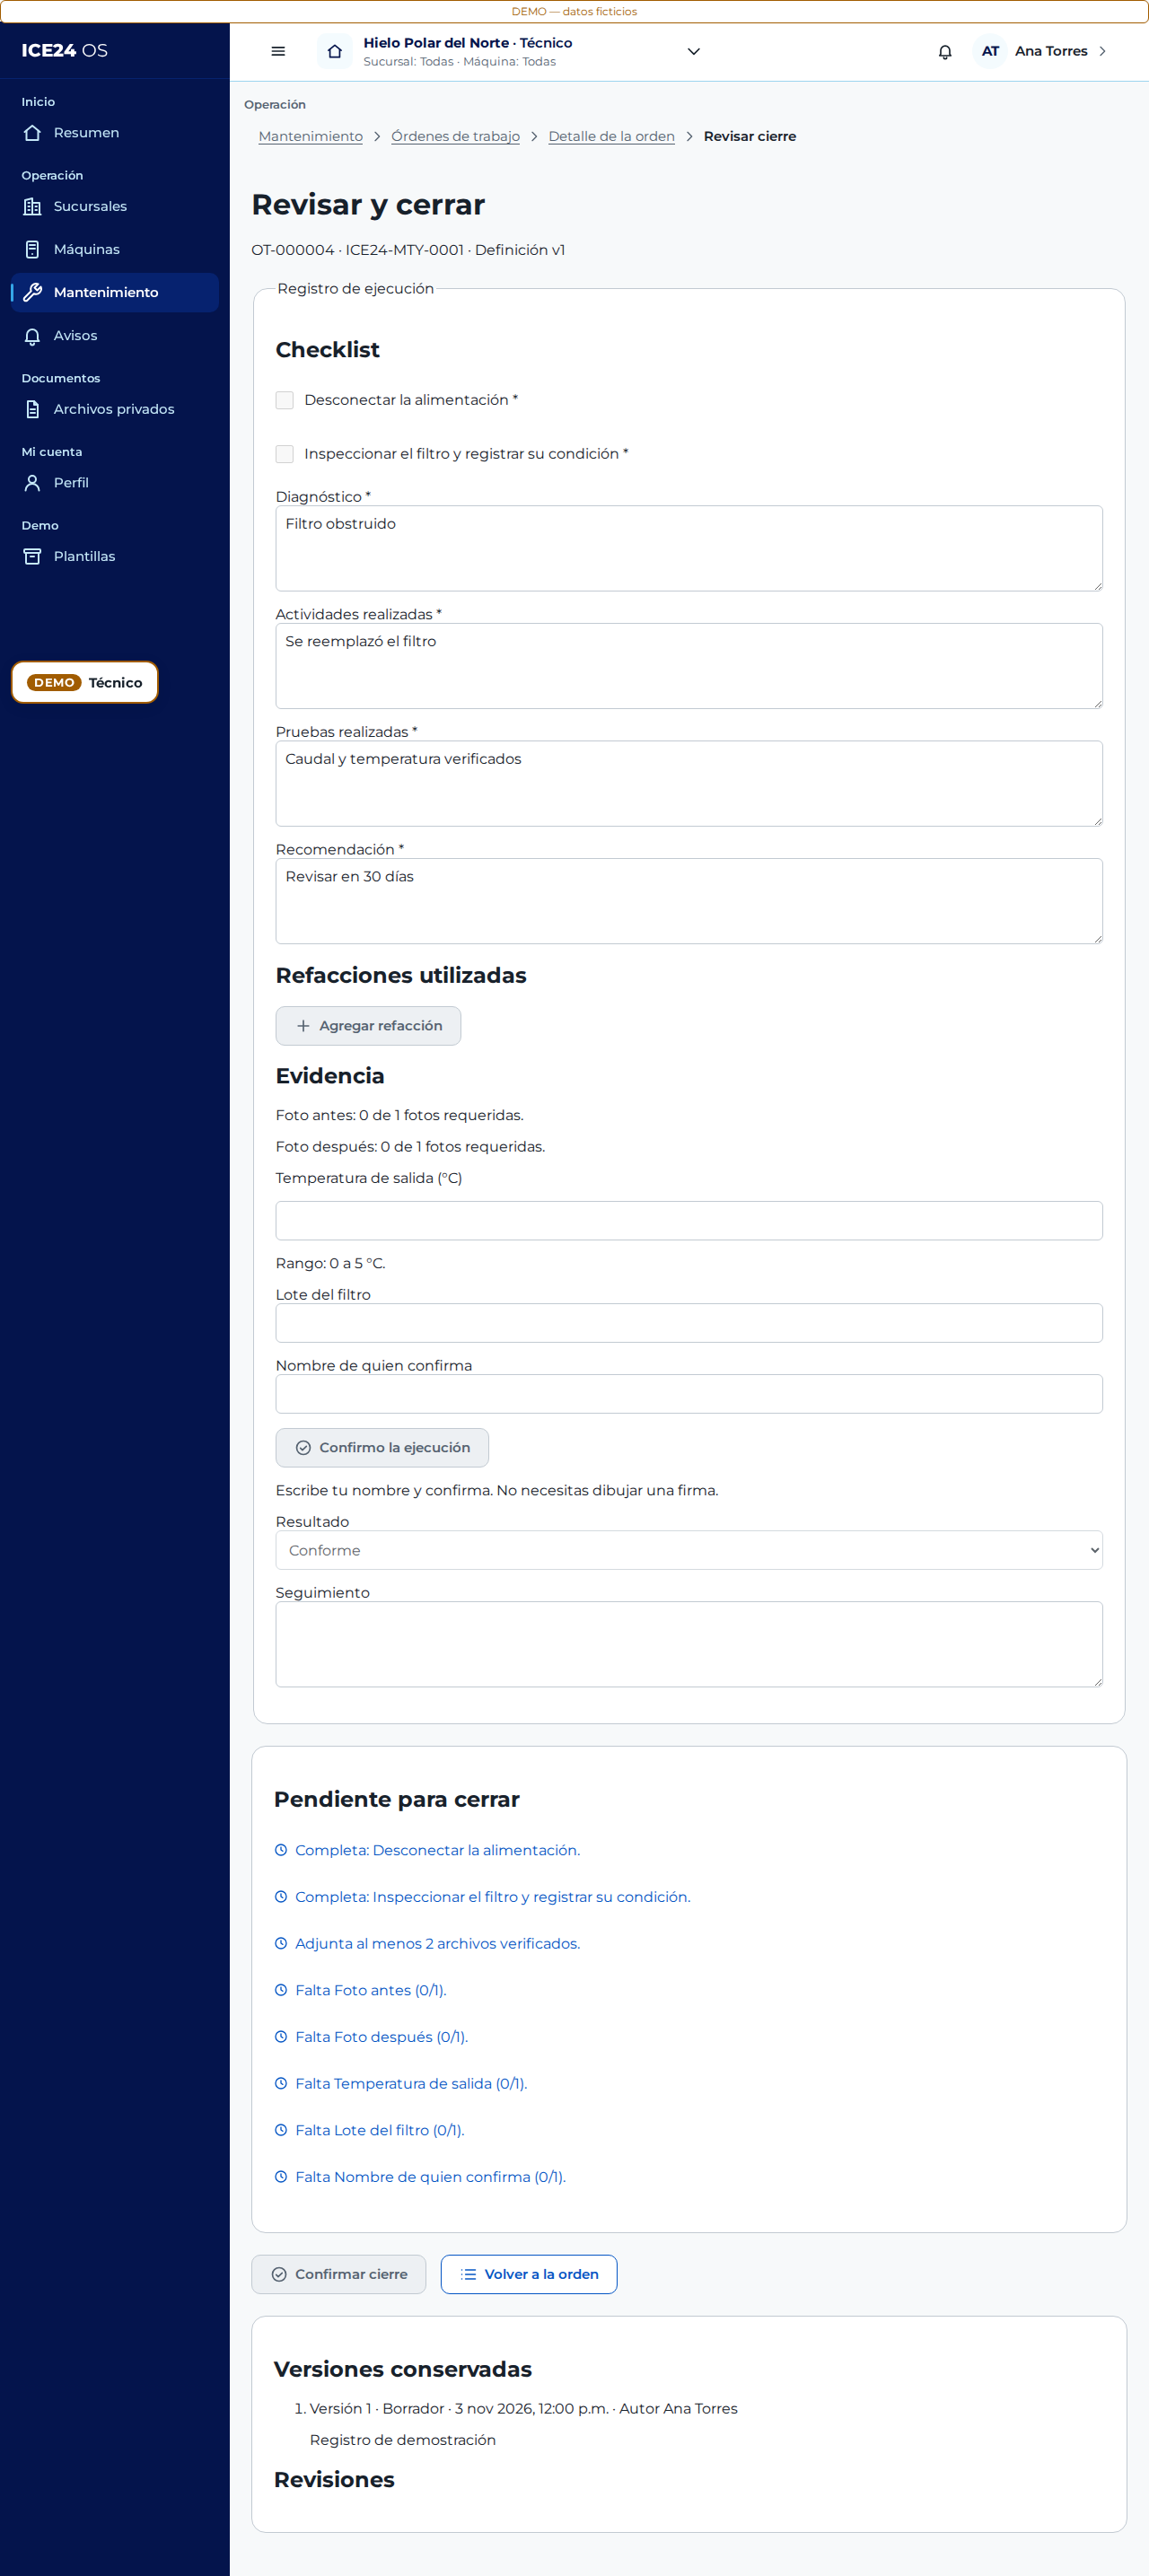 DEMO — datos ficticios
ICE24 OS
Hielo Polar del Norte · Técnico
Sucursal: Todas · Máquina: Todas
AT
Ana Torres
Inicio
Resumen
Operación
Sucursales
Máquinas
Mantenimiento
Avisos
Documentos
Archivos privados
Mi cuenta
Perfil
Demo
Plantillas
DEMO Técnico
Operación
Mantenimiento > Órdenes de trabajo > Detalle de la orden > Revisar cierre
Revisar y cerrar
OT-000004 · ICE24-MTY-0001 · Definición v1
Registro de ejecución
Checklist
Desconectar la alimentación *
Inspeccionar el filtro y registrar su condición *
Diagnóstico *
Filtro obstruido
Actividades realizadas *
Se reemplazó el filtro
Pruebas realizadas *
Caudal y temperatura verificados
Recomendación *
Revisar en 30 días
Refacciones utilizadas
Agregar refacción
Evidencia
Foto antes: 0 de 1 fotos requeridas.
Foto después: 0 de 1 fotos requeridas.
Temperatura de salida (°C)
Rango: 0 a 5 °C.
Lote del filtro
Nombre de quien confirma
Confirmo la ejecución
Escribe tu nombre y confirma. No necesitas dibujar una firma.
Resultado
Conforme
Seguimiento
Pendiente para cerrar
Completa: Desconectar la alimentación.
Completa: Inspeccionar el filtro y registrar su condición.
Adjunta al menos 2 archivos verificados.
Falta Foto antes (0/1).
Falta Foto después (0/1).
Falta Temperatura de salida (0/1).
Falta Lote del filtro (0/1).
Falta Nombre de quien confirma (0/1).
Confirmar cierre
Volver a la orden
Versiones conservadas
1. Versión 1 · Borrador · 3 nov 2026, 12:00 p.m. · Autor Ana Torres
Registro de demostración
Revisiones